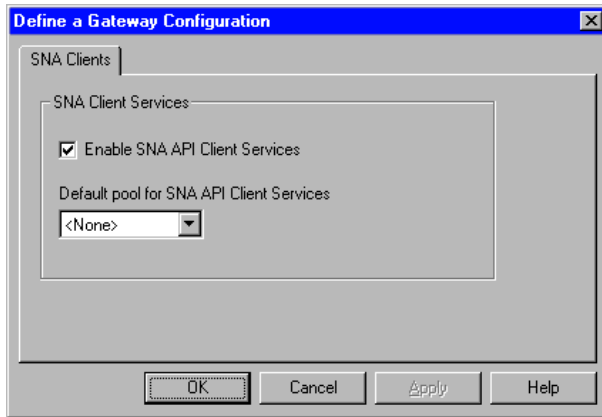 Define a Gateway Configuration
SNA Clients
SNA Client Services
Enable SNA API Client Services
Default pool for SNA API Client Services
<None>
OK Cancel Apply Help